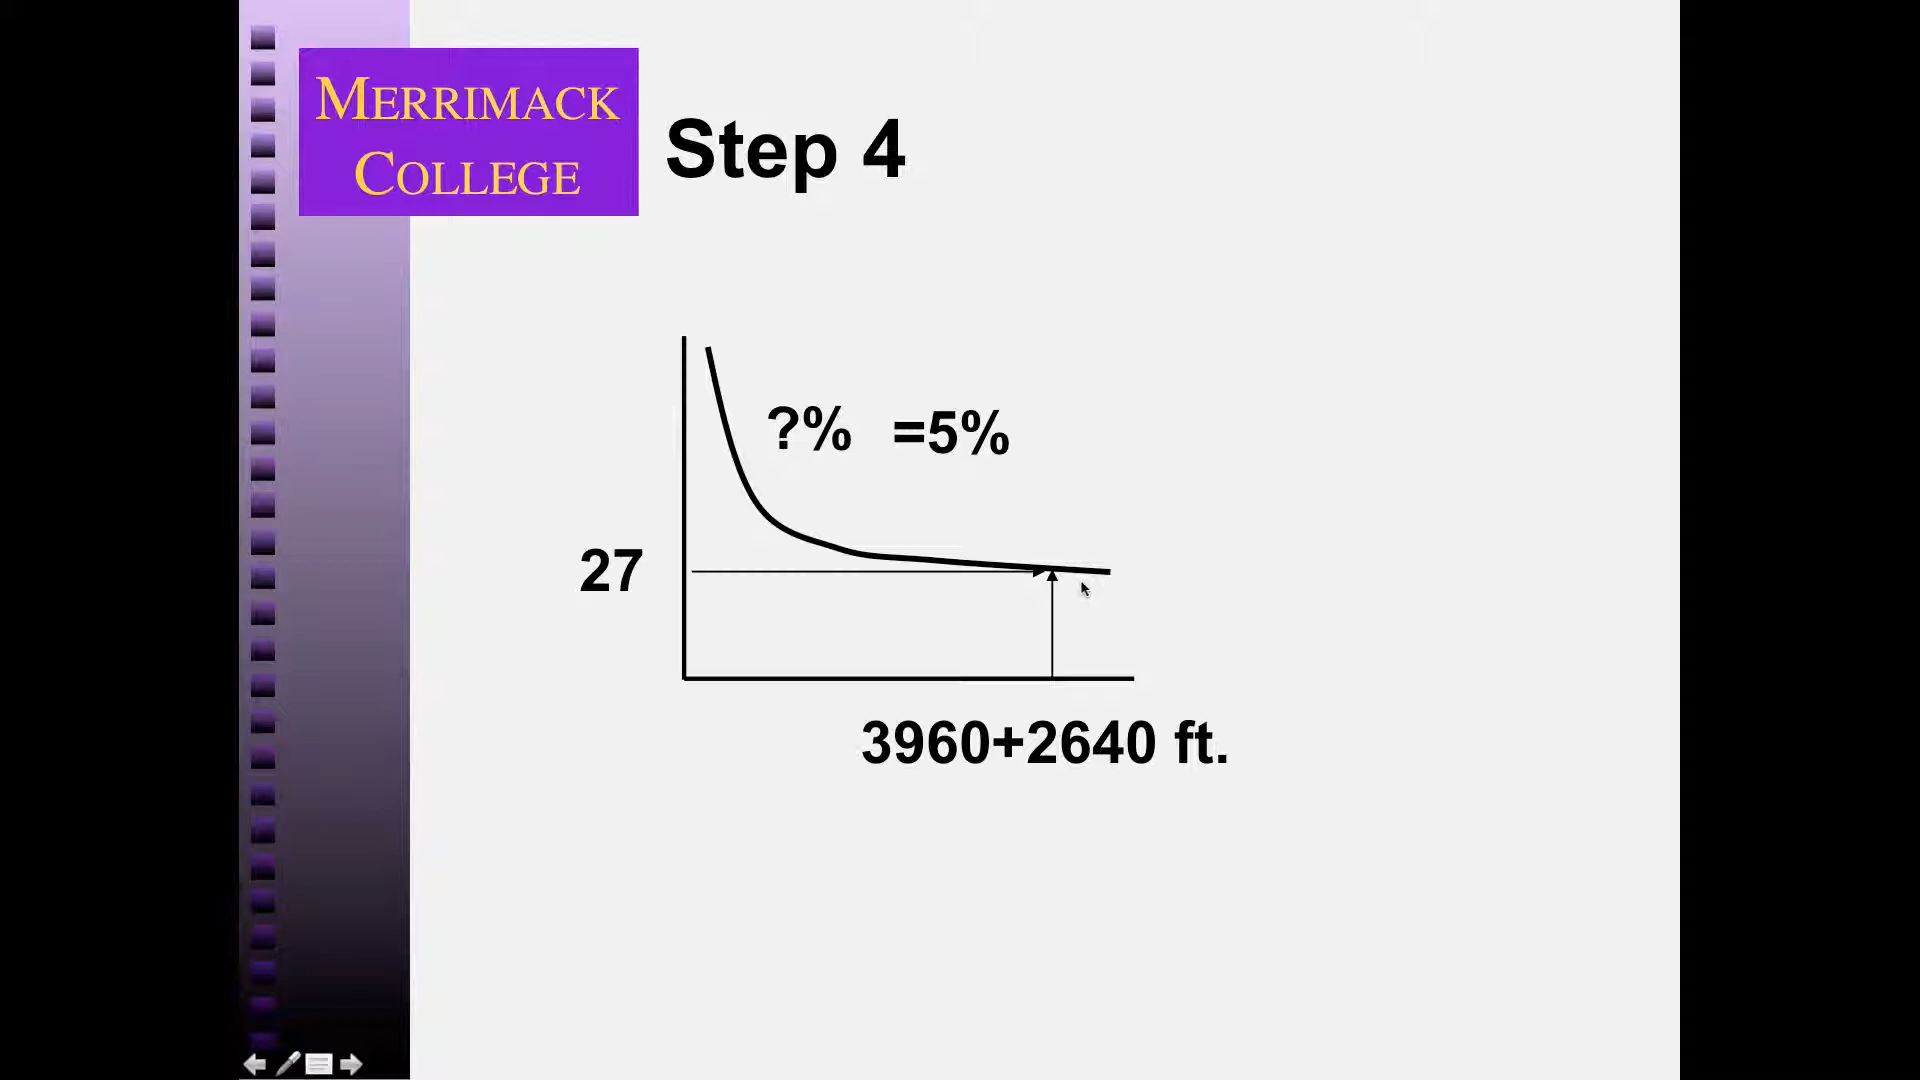 MERRIMACK
COLLEGE
Step 4
?% =5%
27
3960+2640 ft.